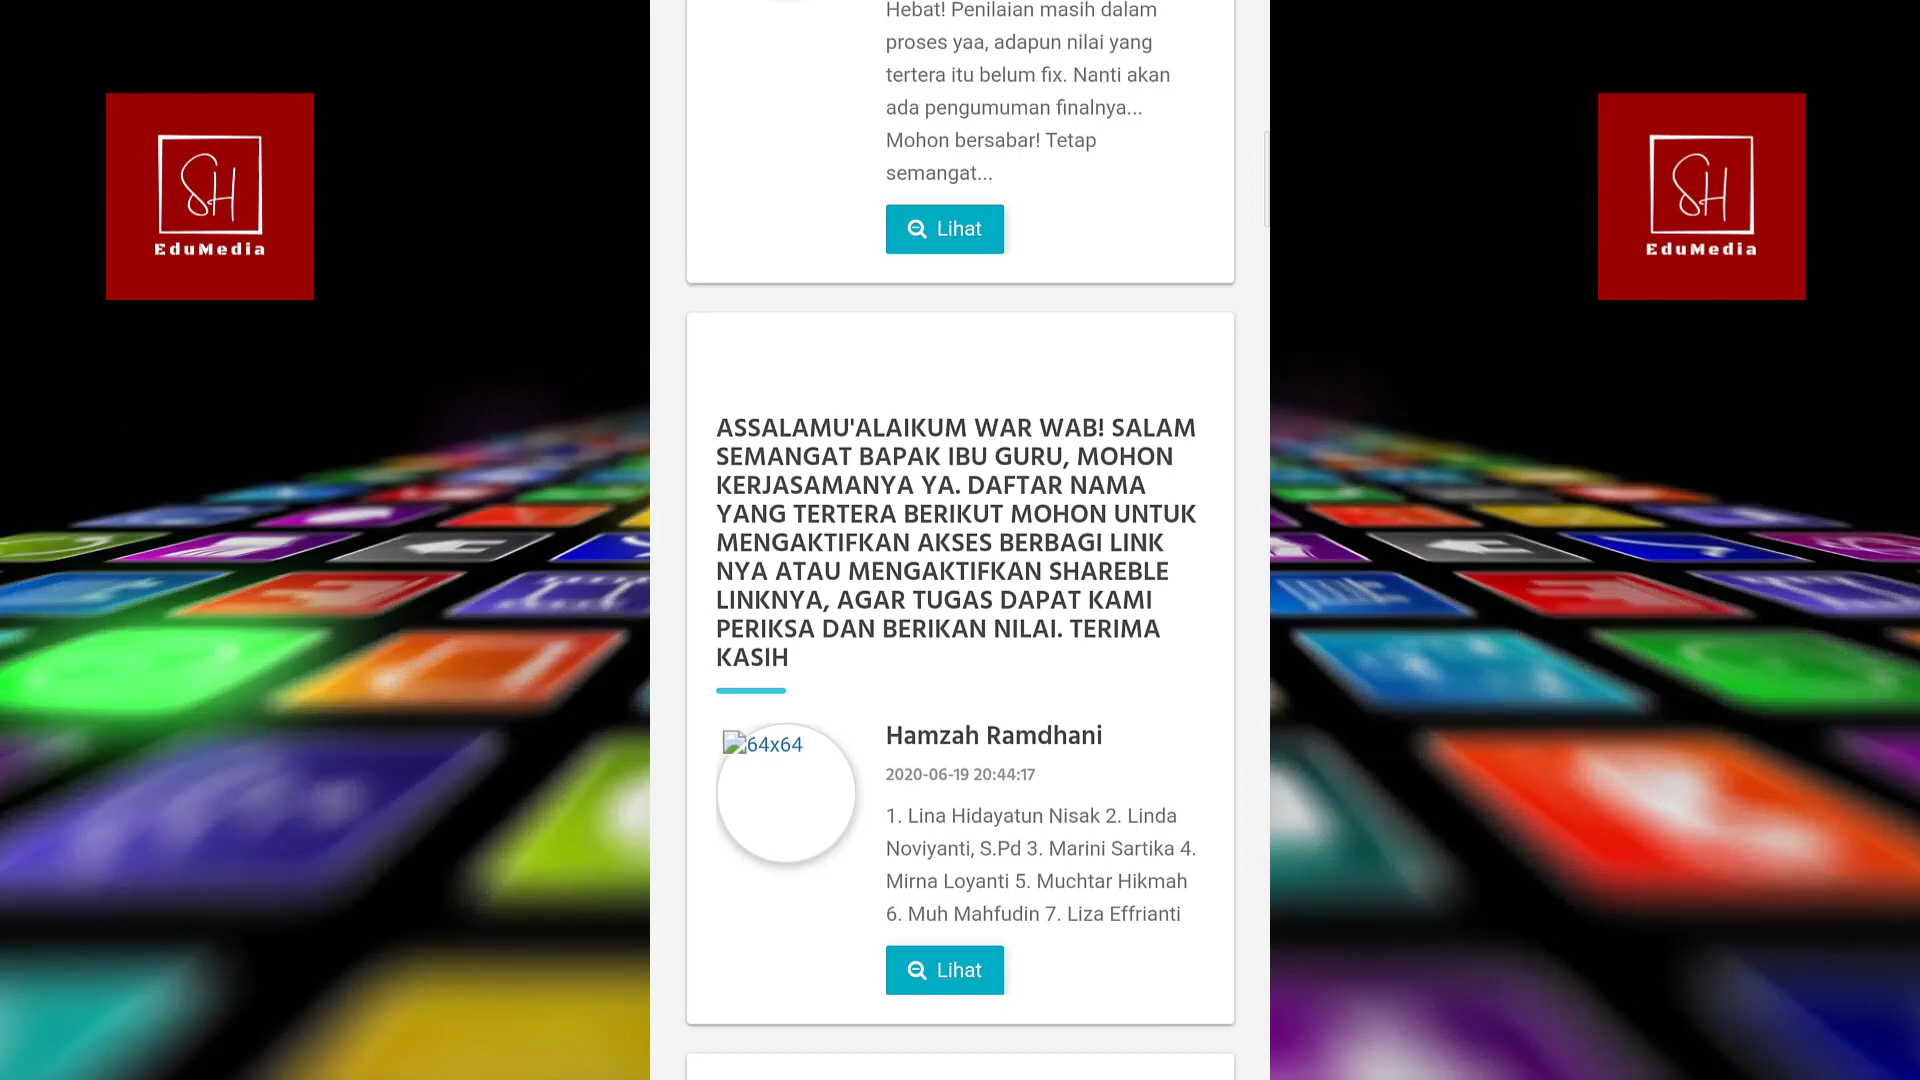 Hebat! Penilaian masih dalam
proses yaa, adapun nilai yang
tertera itu belum fix. Nanti akan
ada pengumuman finalnya...
Mohon bersabar! Tetap
semangat...
Lihat
SH
EduMedia
SH
EduMedia
ASSALAMU'ALAIKUM WAR WAB! SALAM
SEMANGAT BAPAK IBU GURU, MOHON
KERJASAMANYA YA. DAFTAR NAMA
YANG TERTERA BERIKUT MOHON UNTUK
MENGAKTIFKAN AKSES BERBAGI LINK
NYA ATAU MENGAKTIFKAN SHAREBLE
LINKNYA, AGAR TUGAS DAPAT KAMI
PERIKSA DAN BERIKAN NILAI. TERIMA
KASIH
64x64
Hamzah Ramdhani
2020-06-19 20:44:17
1. Lina Hidayatun Nisak 2. Linda
Noviyanti, S.Pd 3. Marini Sartika 4.
Mirna Loyanti 5. Muchtar Hikmah
6. Muh Mahfudin 7. Liza Effrianti
Lihat